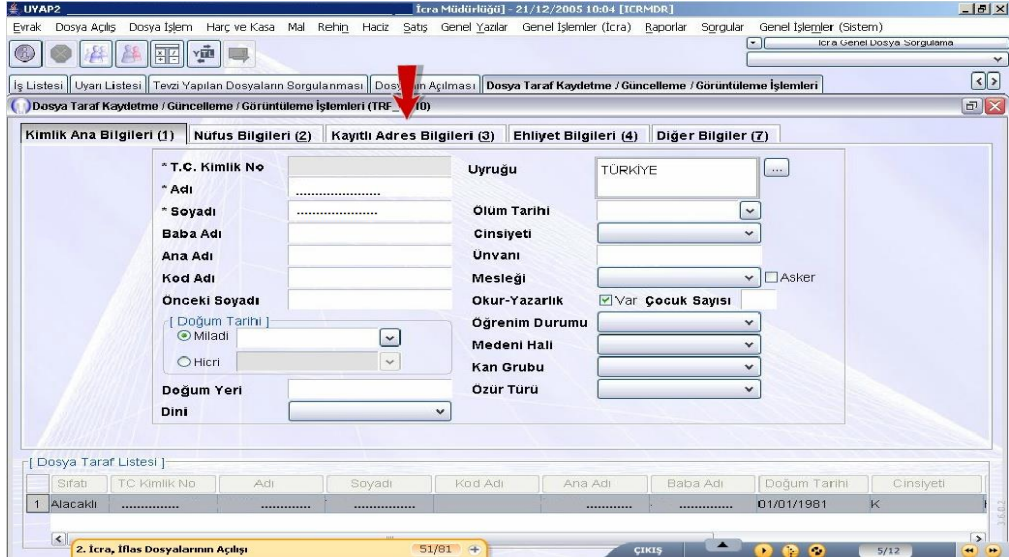 UYAP2 İcra Müdürlüğü] - 21/12/2005 10:04 [ICRMDR]
Evrak Dosya Açılış Dosya İşlem Harç ve Kasa Mal Rehin Haciz Satış Genel Yazılar Genel İşlemler (İcra) Raporlar Sorgular Genel İşlemler (Sistem)
İcra Genel Dosya Sorgulama
İş Listesi Uyarı Listesi Tevzi Yapılan Dosyaların Sorgulanması Açılması Dosya Taraf Kaydetme / Güncelleme / Görüntüleme İşlemleri
Dosya Taraf Kaydetme / Güncelleme / Görüntüleme İşlemleri
Kimlik Ana Bilgileri (1) Nüfus Bilgileri (2) Kayıtlı Adres Bilgileri (3) Ehliyet Bilgileri (4) Diğer Bilgiler (7)
* T.C. Kimlik No Uyruğu TÜRKİYE ...
* Adı .....................
* Soyadı .................... Ölüm Tarihi
Baba Adı Cinsiyeti
Ana Adı Ünvanı
Kod Adı Mesleği Asker
Önceki Soyadı Okur-Yazarlık Var Çocuk Sayısı
[ Doğum Tarihi ] Öğrenim Durumu
Miladi Medeni Hali
Hicri Kan Grubu
Doğum Yeri Özür Türü
Dini
[ Dosya Taraf Listesi ]
Sıfatı TC Kimlik No Adı Soyadı Kod Adı Ana Adı Baba Adı Doğum Tarihi Cinsiyeti
1 Alacaklı ............... ............. ............. ............ ............. 01/01/1981 K
2. İcra, İflas Dosyalarının Açılışı 51/81 ÇIKIŞ 5/12